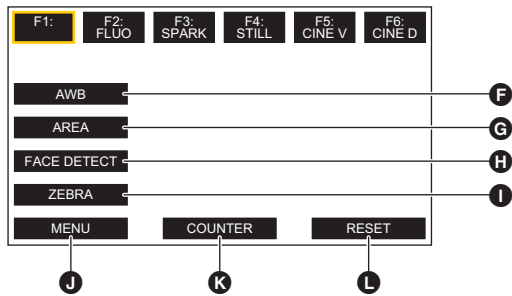 F1: F2: F3: F4: F5: F6:
FLUO SPARK STILL CINE V CINE D
AWB F
AREA G
FACE DETECT H
ZEBRA I
MENU COUNTER RESET
J K L